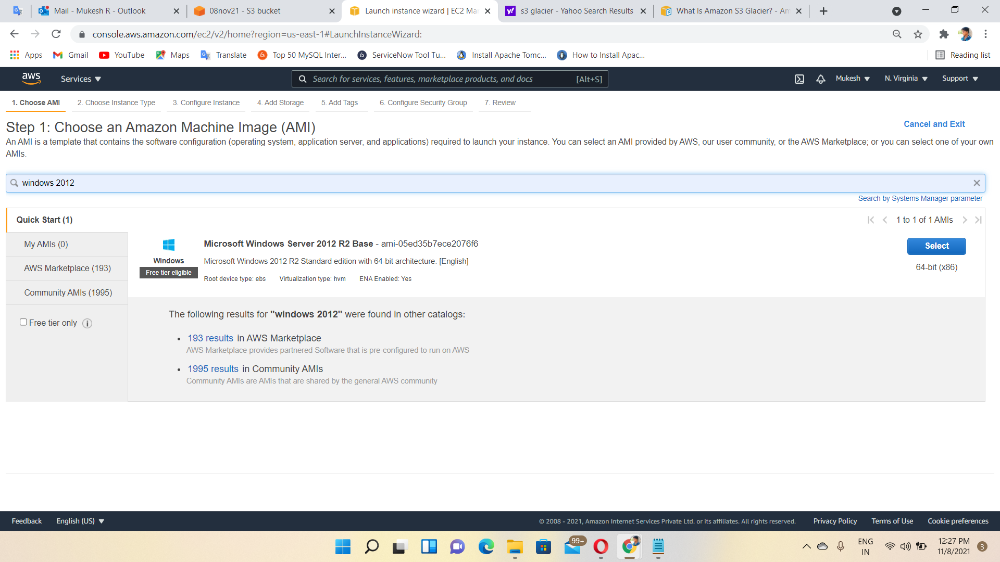 Mail - Mukesh R - Outlook
08nov21 - S3 bucket
Launch instance wizard | EC2 Ma
s3 glacier - Yahoo Search Results
What Is Amazon S3 Glacier? - Am
console.aws.amazon.com/ec2/v2/home?region=us-east-1#LaunchInstanceWizard:
Apps
Gmail
YouTube
Maps
Translate
Top 50 MySQL Inter...
ServiceNow Tool Tu...
Install Apache Tomc...
How to Install Apac...
Reading list
aws
Services
Search for services, features, marketplace products, and docs
[Alt+S]
Mukesh
N. Virginia
Support
1. Choose AMI
2. Choose Instance Type
3. Configure Instance
4. Add Storage
5. Add Tags
6. Configure Security Group
7. Review
Step 1: Choose an Amazon Machine Image (AMI)
Cancel and Exit
An AMI is a template that contains the software configuration (operating system, application server, and applications) required to launch your instance. You can select an AMI provided by AWS, our user community, or the AWS Marketplace; or you can select one of your own
AMIs.
windows 2012
Search by Systems Manager parameter
Quick Start (1)
1 to 1 of 1 AMIs
My AMIs (0)
AWS Marketplace (193)
Community AMIs (1995)
Free tier only
Windows
Free tier eligible
Microsoft Windows Server 2012 R2 Base - ami-05ed35b7ece2076f6
Microsoft Windows 2012 R2 Standard edition with 64-bit architecture. [English]
Root device type: ebs
Virtualization type: hvm
ENA Enabled: Yes
Select
64-bit (x86)
The following results for "windows 2012" were found in other catalogs:
193 results in AWS Marketplace
AWS Marketplace provides partnered Software that is pre-configured to run on AWS
1995 results in Community AMIs
Community AMIs are AMIs that are shared by the general AWS community
Feedback
English (US)
© 2008 - 2021, Amazon Internet Services Private Ltd. or its affiliates. All rights reserved.
Privacy Policy
Terms of Use
Cookie preferences
99+
ENG
IN
12:27 PM
11/8/2021
3